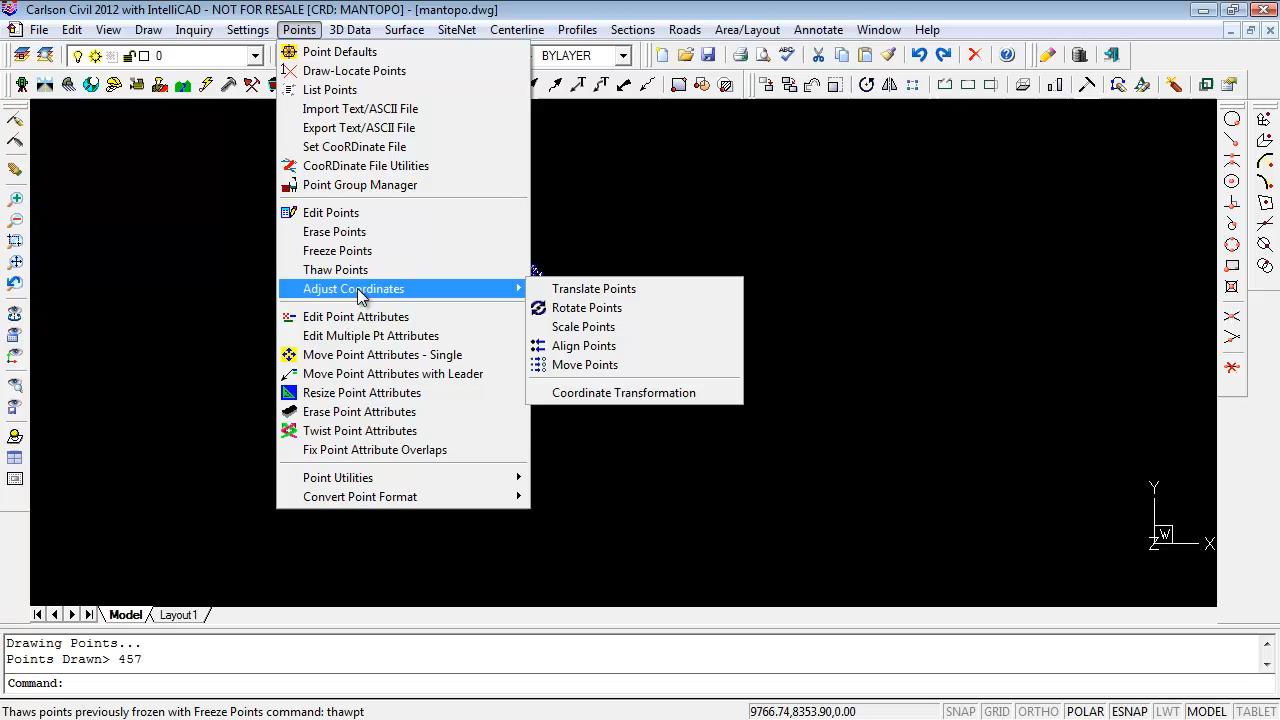 Carlson Civil 2012 with IntelliCAD - NOT FOR RESALE [CRD: MANTOPO] - [mantopo.dwg]
File Edit View Draw Inquiry Settings Points 3D Data Surface SiteNet Centerline Profiles Sections Roads Area/Layout Annotate Window Help
0
BYLAYER
Point Defaults
Draw-Locate Points
List Points
Import Text/ASCII File
Export Text/ASCII File
Set CooRDinate File
CooRDinate File Utilities
Point Group Manager
Edit Points
Erase Points
Freeze Points
Thaw Points
Adjust Coordinates
Edit Point Attributes
Edit Multiple Pt Attributes
Move Point Attributes - Single
Move Point Attributes with Leader
Resize Point Attributes
Erase Point Attributes
Twist Point Attributes
Fix Point Attribute Overlaps
Point Utilities
Convert Point Format
Translate Points
Rotate Points
Scale Points
Align Points
Move Points
Coordinate Transformation
Y
W
Z
X
Model Layout1
Drawing Points...
Points Drawn> 457
Command:
Thaws points previously frozen with Freeze Points command: thawpt
9766.74,8353.90,0.00
SNAP GRID ORTHO POLAR ESNAP LWT MODEL TABLET